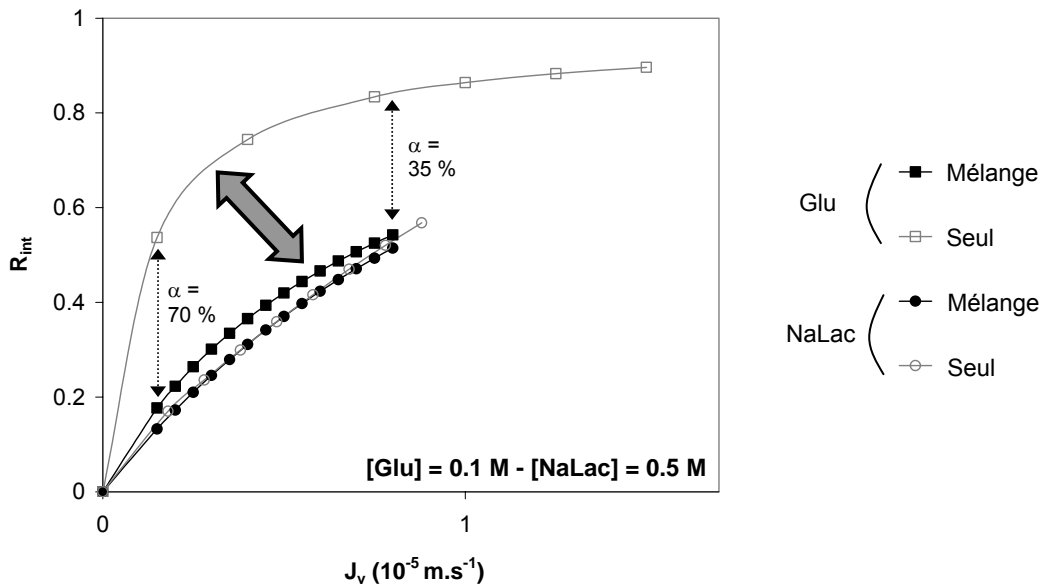 1
0.8
0.6
0.4
0.2
0
R_int
α =
70 %
α =
35 %
[Glu] = 0.1 M - [NaLac] = 0.5 M
0
1
J_v (10^-5 m.s^-1)
Glu
Mélange
Seul
NaLac
Mélange
Seul